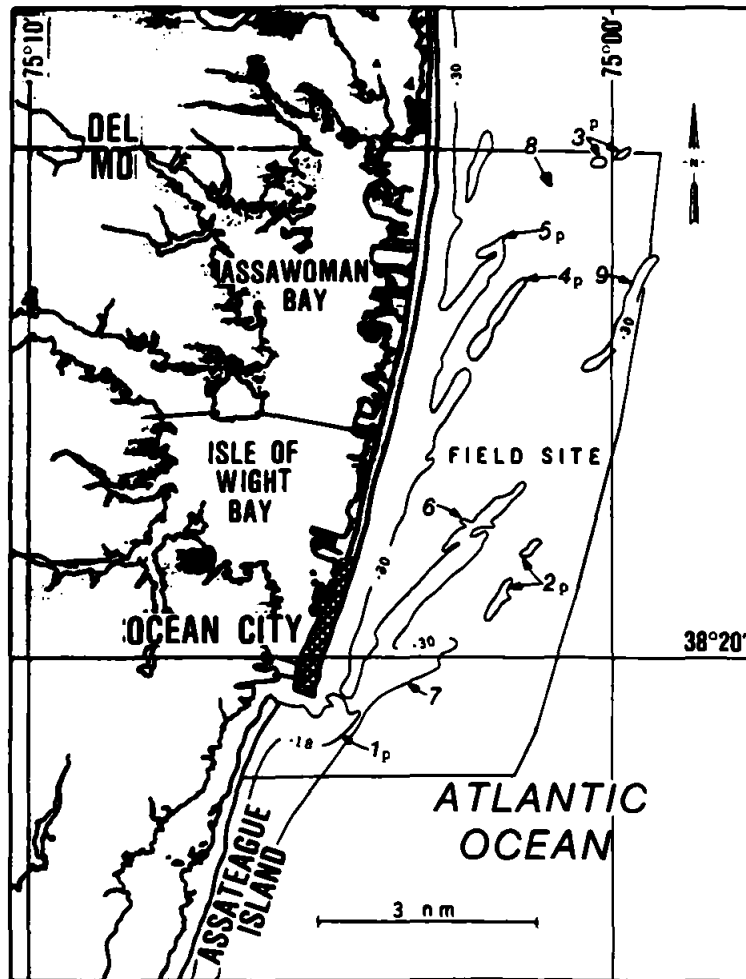 75°10'
75°00'
3p
8
DEL
MD
N
5p
ASSAWOMAN
BAY
4p
9
.30
.30
FIELD SITE
ISLE OF
WIGHT
BAY
6
.30
2p
OCEAN CITY
.30
38°20'
7
.18
1p
ATLANTIC
OCEAN
ASSATEAGUE
ISLAND
3 nm